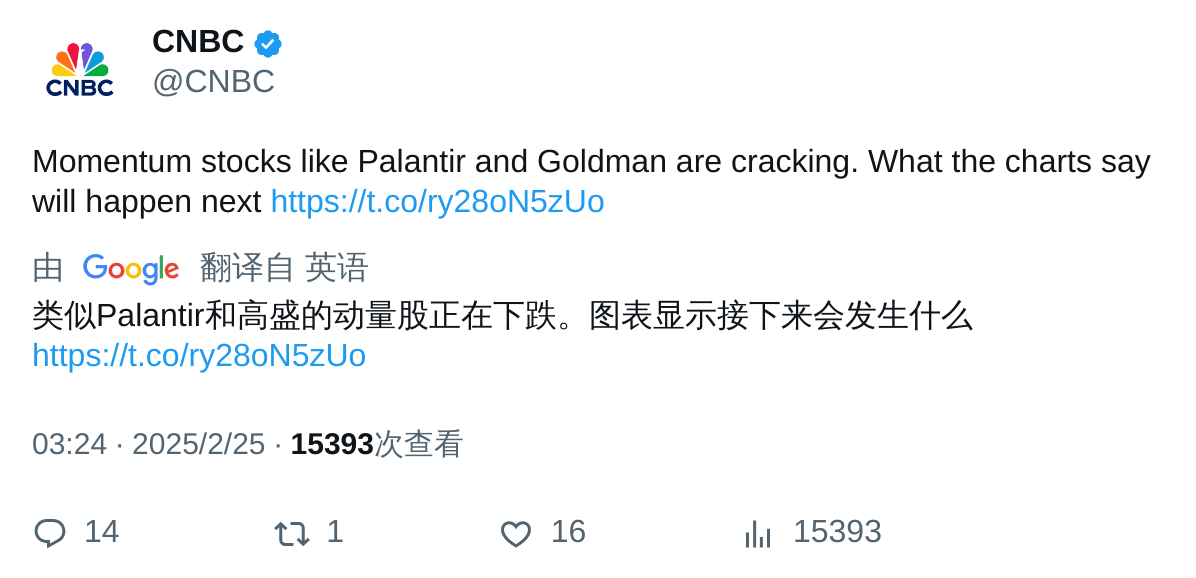 CNBC
CNBC
@CNBC
Momentum stocks like Palantir and Goldman are cracking. What the charts say
will happen next https://t.co/ry28oN5zUo
由 Google 翻译自 英语
类似Palantir和高盛的动量股正在下跌。图表显示接下来会发生什么
https://t.co/ry28oN5zUo
03:24 · 2025/2/25 · 15393次查看
14 1 16 15393